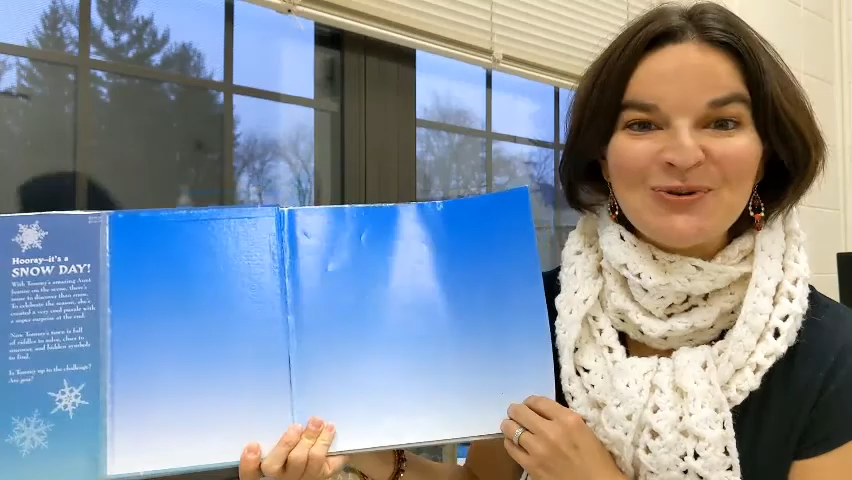 Hooray—it's a
SNOW DAY!
With Tommy's amazing Aunt
Jeanne on the scene, there's
more to discover than snow.
To celebrate the season, she's
created a very cool puzzle with
a super surprise at the end.
Now Tommy's town is full
of riddles to solve, clues to
uncover, and hidden symbols
to find.
Is Tommy up to the challenge?
Are you?